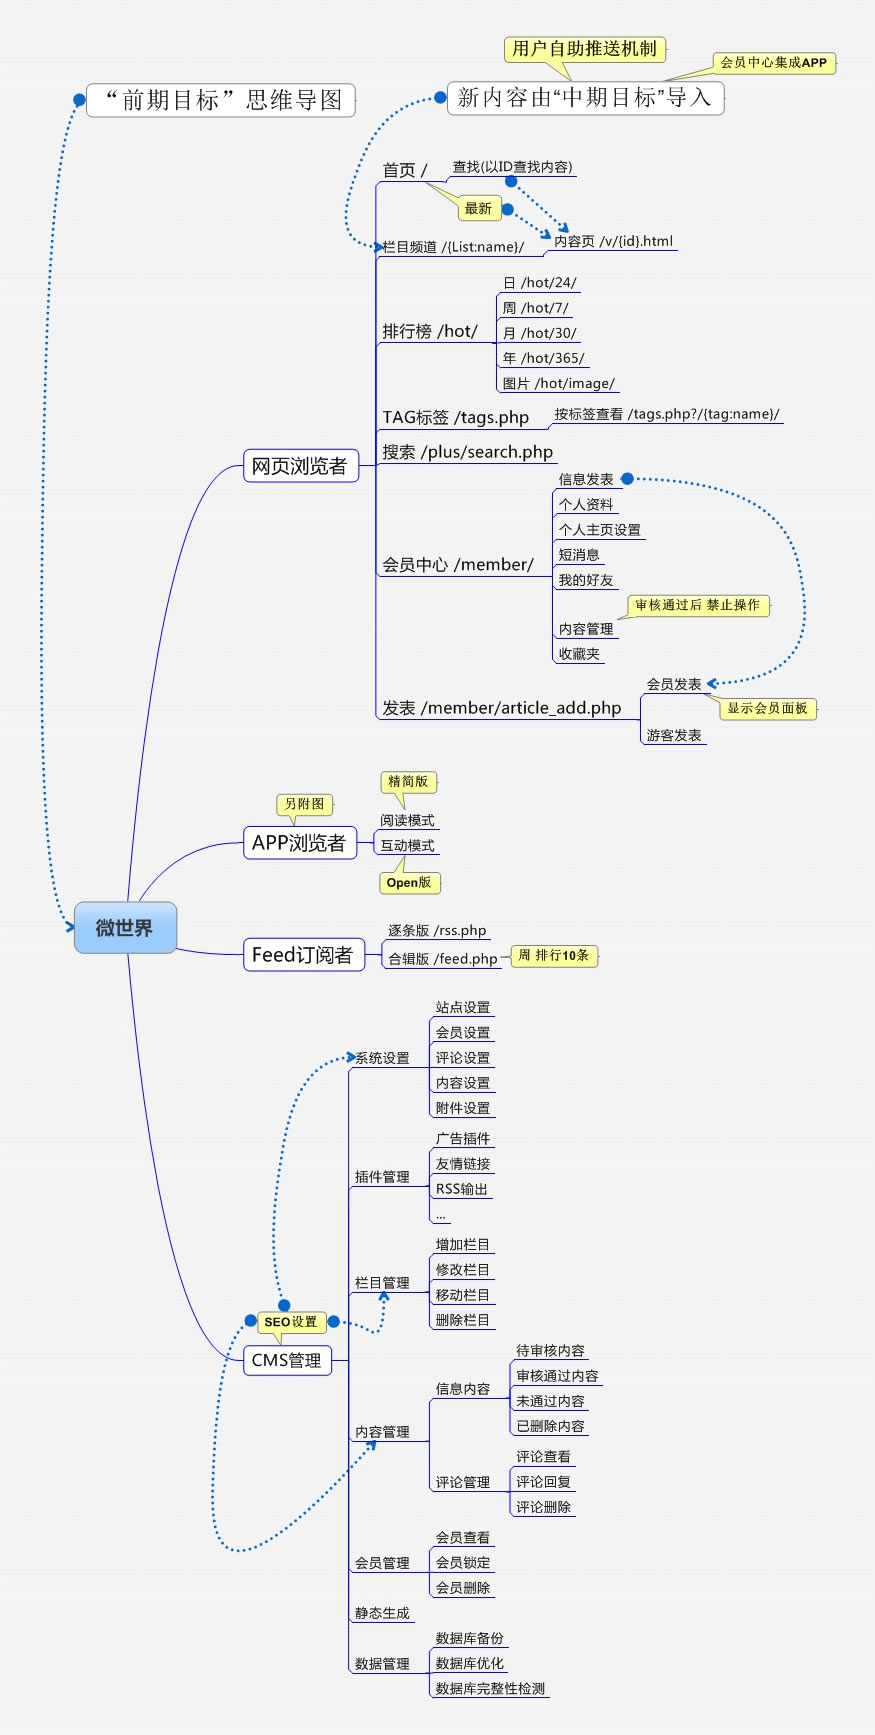 用户自助推送机制
会员中心集成APP
“前期目标”思维导图
新内容由“中期目标”导入
首页 /
查找(以ID查找内容)
最新
栏目频道 /{List:name}/
内容页 /v/{id}.html
排行榜 /hot/
日 /hot/24/
周 /hot/7/
月 /hot/30/
年 /hot/365/
图片 /hot/image/
TAG标签 /tags.php
按标签查看 /tags.php?/{tag:name}/
搜索 /plus/search.php
网页浏览者
会员中心 /member/
信息发表
个人资料
个人主页设置
短消息
我的好友
审核通过后 禁止操作
内容管理
收藏夹
发表 /member/article_add.php
会员发表
显示会员面板
游客发表
另附图
APP浏览者
精简版
阅读模式
互动模式
Open版
微世界
Feed订阅者
逐条版 /rss.php
合辑版 /feed.php
周 排行10条
系统设置
站点设置
会员设置
评论设置
内容设置
附件设置
插件管理
广告插件
友情链接
RSS输出
...
栏目管理
增加栏目
修改栏目
移动栏目
删除栏目
SEO设置
CMS管理
内容管理
信息内容
待审核内容
审核通过内容
未通过内容
已删除内容
评论管理
评论查看
评论回复
评论删除
会员管理
会员查看
会员锁定
会员删除
静态生成
数据管理
数据库备份
数据库优化
数据库完整性检测